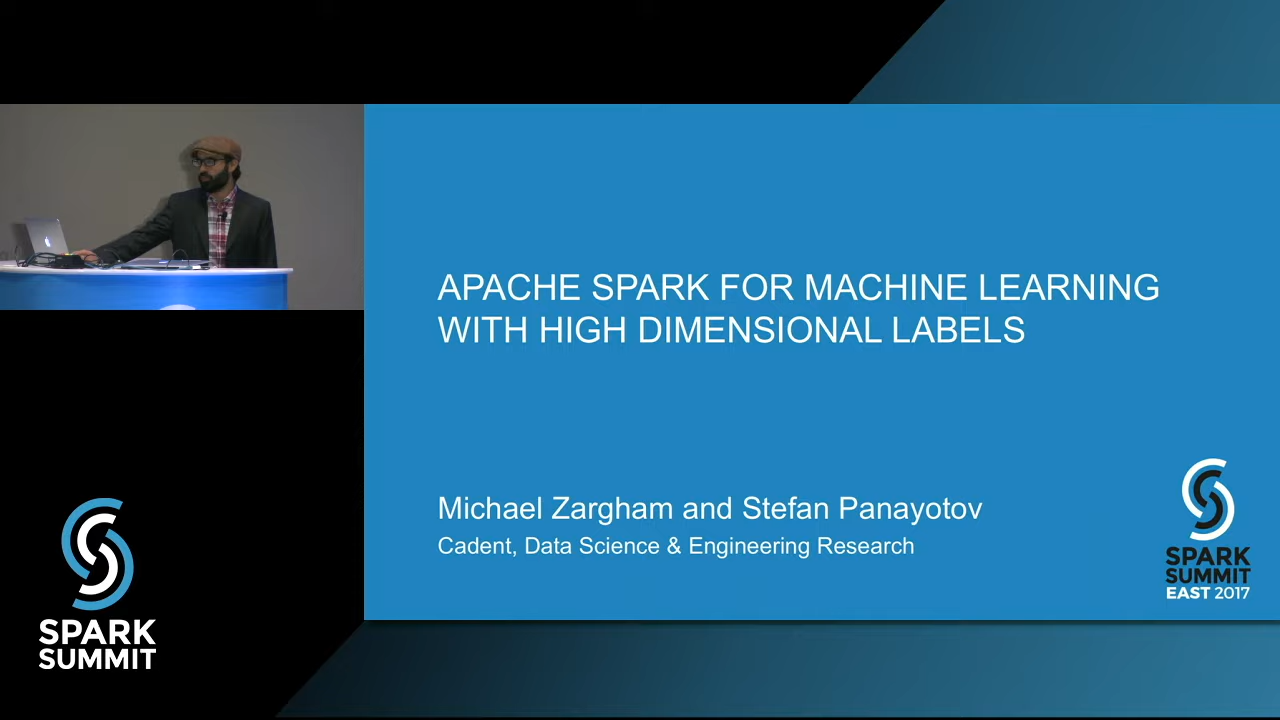 APACHE SPARK FOR MACHINE LEARNING
WITH HIGH DIMENSIONAL LABELS
Michael Zargham and Stefan Panayotov
Cadent, Data Science & Engineering Research
SPARK
SUMMIT
EAST 2017
SPARK
SUMMIT